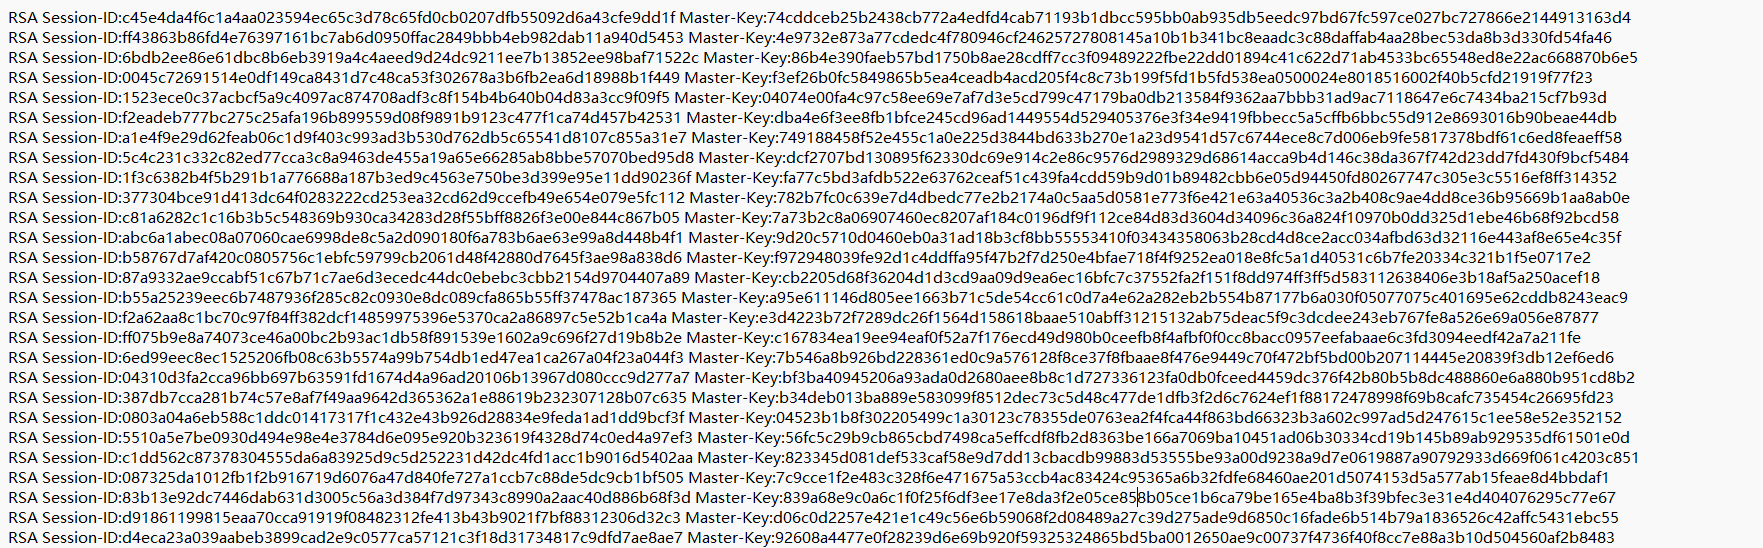 RSA Session-ID:c45e4da4f6c1a4aa023594ec65c3d78c65fd0cb0207dfb55092d6a43cfe9dd1f Master-Key:74cddceb25b2438cb772a4edfd4cab71193b1dbcc595bb0ab935db5eedc97bd67fc597ce027bc727866e2144913163d4
RSA Session-ID:ff43863b86fd4e76397161bc7ab6d0950ffac2849bbb4eb982dab11a940d5453 Master-Key:4e9732e873a77cdedc4f780946cf24625727808145a10b1b341bc8eaadc3c88daffab4aa28bec53da8b3d330fd54fa46
RSA Session-ID:6bdb2ee86e61dbc8b6eb3919a4c4aeed9d24dc9211ee7b13852ee98baf71522c Master-Key:86b4e390faeb57bd1750b8ae28cdff7cc3f09489222fbe22dd01894c41c622d71ab4533bc65548ed8e22ac668870b6e5
RSA Session-ID:0045c72691514e0df149ca8431d7c48ca53f302678a3b6fb2ea6d18988b1f449 Master-Key:f3ef26b0fc5849865b5ea4ceadb4acd205f4c8c73b199f5fd1b5fd538ea0500024e8018516002f40b5cfd21919f77f23
RSA Session-ID:1523ece0c37acbcf5a9c4097ac874708adf3c8f154b4b640b04d83a3cc9f09f5 Master-Key:04074e00fa4c97c58ee69e7af7d3e5cd799c47179ba0db213584f9362aa7bbb31ad9ac7118647e6c7434ba215cf7b93d
RSA Session-ID:f2eadeb777bc275c25afa196b899559d08f9891b9123c477f1ca74d457b42531 Master-Key:dba4e6f3ee8fb1bfce245cd96ad1449554d529405376e3f34e9419fbbecc5a5cffb6bbc55d912e8693016b90beae44db
RSA Session-ID:a1e4f9e29d62feab06c1d9f403c993ad3b530d762db5c65541d8107c855a31e7 Master-Key:749188458f52e455c1a0e225d3844bd633b270e1a23d9541d57c6744ece8c7d006eb9fe5817378bdf61c6ed8feaeff58
RSA Session-ID:5c4c231c332c82ed77cca3c8a9463de455a19a65e66285ab8bbe57070bed95d8 Master-Key:dcf2707bd130895f62330dc69e914c2e86c9576d2989329d68614acca9b4d146c38da367f742d23dd7fd430f9bcf5484
RSA Session-ID:1f3c6382b4f5b291b1a776688a187b3ed9c4563e750be3d399e95e11dd90236f Master-Key:fa77c5bd3afdb522e63762ceaf51c439fa4cdd59b9d01b89482cbb6e05d94450fd80267747c305e3c5516ef8ff314352
RSA Session-ID:377304bce91d413dc64f0283222cd253ea32cd62d9ccefb49e654e079e5fc112 Master-Key:782b7fc0c639e7d4dbedc77e2b2174a0c5aa5d0581e773f6e421e63a40536c3a2b408c9ae4dd8ce36b95669b1aa8ab0e
RSA Session-ID:c81a6282c1c16b3b5c548369b930ca34283d28f55bff8826f3e00e844c867b05 Master-Key:7a73b2c8a06907460ec8207af184c0196df9f112ce84d83d3604d34096c36a824f10970b0dd325d1ebe46b68f92bcd58
RSA Session-ID:abc6a1abec08a07060cae6998de8c5a2d090180f6a783b6ae63e99a8d448b4f1 Master-Key:9d20c5710d0460eb0a31ad18b3cf8bb55553410f03434358063b28cd4d8ce2acc034afbd63d32116e443af8e65e4c35f
RSA Session-ID:b58767d7af420c0805756c1ebfc59799cb2061d48f42880d7645f3ae98a838d6 Master-Key:f972948039fe92d1c4ddffa95f47b2f7d250e4bfae718f4f9252ea018e8fc5a1d40531c6b7fe20334c321b1f5e0717e2
RSA Session-ID:87a9332ae9ccabf51c67b71c7ae6d3ecedc44dc0ebebc3cbb2154d9704407a89 Master-Key:cb2205d68f36204d1d3cd9aa09d9ea6ec16bfc7c37552fa2f151f8dd974ff3ff5d583112638406e3b18af5a250acef18
RSA Session-ID:b55a25239eec6b7487936f285c82c0930e8dc089cfa865b55ff37478ac187365 Master-Key:a95e611146d805ee1663b71c5de54cc61c0d7a4e62a282eb2b554b87177b6a030f05077075c401695e62cddb8243eac9
RSA Session-ID:f2a62aa8c1bc70c97f84ff382dcf14859975396e5370ca2a86897c5e52b1ca4a Master-Key:e3d4223b72f7289dc26f1564d158618baae510abff31215132ab75deac5f9c3dcdee243eb767fe8a526e69a056e87877
RSA Session-ID:ff075b9e8a74073ce46a00bc2b93ac1db58f891539e1602a9c696f27d19b8b2e Master-Key:c167834ea19ee94eaf0f52a7f176ecd49d980b0ceefb8f4afbf0f0cc8bacc0957eefabaae6c3fd3094eedf42a7a211fe
RSA Session-ID:6ed99eec8ec1525206fb08c63b5574a99b754db1ed47ea1ca267a04f23a044f3 Master-Key:7b546a8b926bd228361ed0c9a576128f8ce37f8fbaae8f476e9449c70f472bf5bd00b207114445e20839f3db12ef6ed6
RSA Session-ID:04310d3fa2cca96bb697b63591fd1674d4a96ad20106b13967d080ccc9d277a7 Master-Key:bf3ba40945206a93ada0d2680aee8b8c1d727336123fa0db0fceed4459dc376f42b80b5b8dc488860e6a880b951cd8b2
RSA Session-ID:387db7cca281b74c57e8af7f49aa9642d365362a1e88619b232307128b07c635 Master-Key:b34deb013ba889e583099f8512dec73c5d48c477de1dfb3f2d6c7624ef1f88172478998f69b8cafc735454c26695fd23
RSA Session-ID:0803a04a6eb588c1ddc01417317f1c432e43b926d28834e9feda1ad1dd9bcf3f Master-Key:04523b1b8f302205499c1a30123c78355de0763ea2f4fca44f863bd66323b3a602c997ad5d247615c1ee58e52e352152
RSA Session-ID:5510a5e7be0930d494e98e4e3784d6e095e920b323619f4328d74c0ed4a97ef3 Master-Key:56fc5c29b9cb865cbd7498ca5effcdf8fb2d8363be166a7069ba10451ad06b30334cd19b145b89ab929535df61501e0d
RSA Session-ID:c1dd562c87378304555da6a83925d9c5d252231d42dc4fd1acc1b9016d5402aa Master-Key:823345d081def533caf58e9d7dd13cbacdb99883d53555be93a00d9238a9d7e0619887a90792933d669f061c4203c851
RSA Session-ID:087325da1012fb1f2b916719d6076a47d840fe727a1ccb7c88de5dc9cb1bf505 Master-Key:7c9cce1f2e483c328f6e471675a53ccb4ac83424c95365a6b32fdfe68460ae201d5074153d5a577ab15feae8d4bbdaf1
RSA Session-ID:83b13e92dc7446dab631d3005c56a3d384f7d97343c8990a2aac40d886b68f3d Master-Key:839a68e9c0a6c1f0f25f6df3ee17e8da3f2e05ce858b05ce1b6ca79be165e4ba8b3f39bfec3e31e4d404076295c77e67
RSA Session-ID:d91861199815eaa70cca91919f08482312fe413b43b9021f7bf88312306d32c3 Master-Key:d06c0d2257e421e1c49c56e6b59068f2d08489a27c39d275ade9d6850c16fade6b514b79a1836526c42affc5431ebc55
RSA Session-ID:d4eca23a039aabeb3899cad2e9c0577ca57121c3f18d31734817c9dfd7ae8ae7 Master-Key:92608a4477e0f28239d6e69b920f59325324865bd5ba0012650ae9c00737f4736f40f8cc7e88a3b10d504560af2b8483